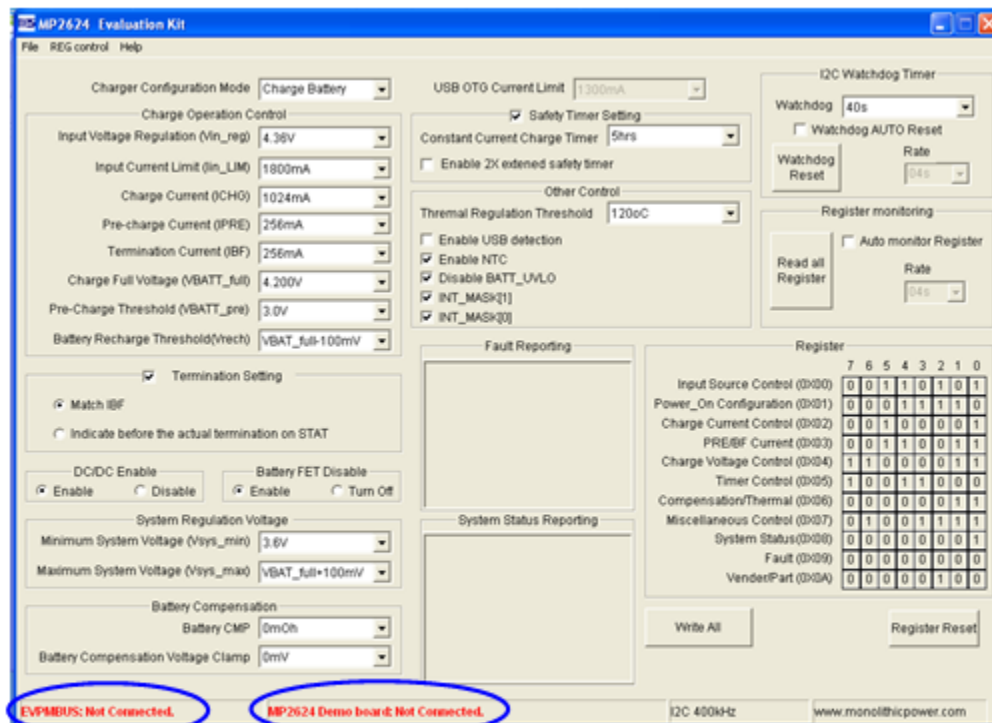 MP2624 Evaluation Kit
File REG control Help
Charger Configuration Mode Charge Battery
Charge Operation Control
Input Voltage Regulation (Vin_reg) 4.36V
Input Current Limit (Iin_LIM) 1800mA
Charge Current (ICHG) 1024mA
Pre-charge Current (IPRE) 256mA
Termination Current (IBF) 256mA
Charge Full Voltage (VBATT_full) 4.200V
Pre-Charge Threshold (VBATT_pre) 3.0V
Battery Recharge Threshold(Vrech) VBAT_full-100mV
Termination Setting
Match IBF
Indicate before the actual termination on STAT
DC/DC Enable
Enable Disable
Battery FET Disable
Enable Turn Off
System Regulation Voltage
Minimum System Voltage (Vsys_min) 3.6V
Maximum System Voltage (Vsys_max) VBAT_full+100mV
Battery Compensation
Battery CMP 0mOh
Battery Compensation Voltage Clamp 0mV
USB OTG Current Limit 1300mA
Safety Timer Setting
Constant Current Charge Timer 5hrs
Enable 2X extened safety timer
Other Control
Thremal Regulation Threshold 120oC
Enable USB detection
Enable NTC
Disable BATT_UVLO
INT_MASK[1]
INT_MASK[0]
Fault Reporting
System Status Reporting
I2C Watchdog Timer
Watchdog 40s
Watchdog AUTO Reset
Watchdog Reset
Rate
04s
Register monitoring
Read all Register
Auto monitor Register
Rate
04s
Register
7 6 5 4 3 2 1 0
Input Source Control (0X00) 0 0 1 1 0 1 0 1
Power_On Configuration (0X01) 0 0 0 1 1 1 1 0
Charge Current Control (0X02) 0 0 1 0 0 0 0 1
PRE/BF Current (0X03) 0 0 1 1 0 0 1 1
Charge Voltage Control (0X04) 1 1 0 0 0 0 1 1
Timer Control (0X05) 1 0 0 1 1 0 0 0
Compensation/Thermal (0X06) 0 0 0 0 0 0 1 1
Miscellaneous Control (0X07) 0 1 0 0 1 1 1 1
System Status(0X08) 0 0 0 0 0 0 0 1
Fault (0X09) 0 0 0 0 0 0 0 0
Vender/Part (0X0A) 0 0 0 0 0 1 0 0
Write All
Register Reset
EVPMBUS: Not Connected.
MP2624 Demo board: Not Connected.
I2C 400kHz
www.monolithicpower.com